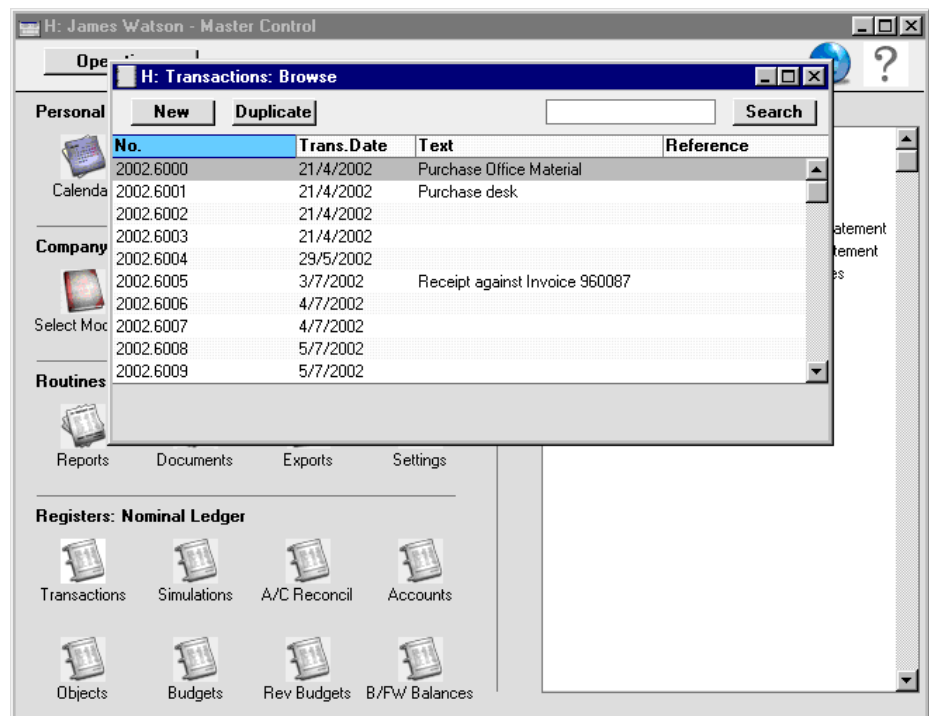 H: James Watson - Master Control
?
H: Transactions: Browse
New Duplicate Search
No. Trans.Date Text Reference
2002.6000 21/4/2002 Purchase Office Material
2002.6001 21/4/2002 Purchase desk
2002.6002 21/4/2002
2002.6003 21/4/2002
2002.6004 29/5/2002
2002.6005 3/7/2002 Receipt against Invoice 960087
2002.6006 4/7/2002
2002.6007 4/7/2002
2002.6008 5/7/2002
2002.6009 5/7/2002
Personal
Company
Select
Routines
Reports Documents Exports Settings
Registers: Nominal Ledger
Transactions Simulations A/C Reconcil Accounts
Objects Budgets Rev Budgets B/FW Balances